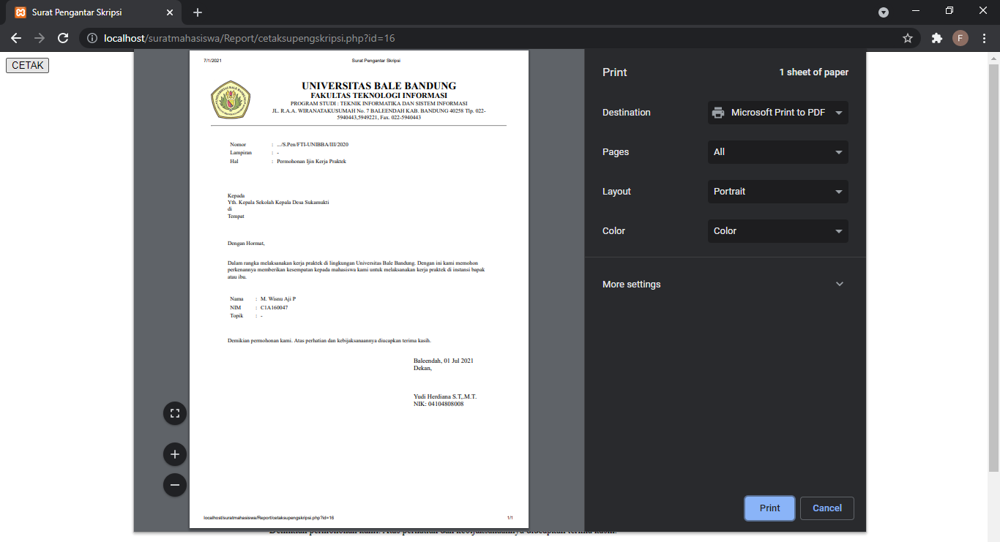 Surat Pengantar Skripsi
localhost/suratmahasiswa/Report/cetaksupengskripsi.php?id=16
F
CETAK
7/1/2021 Surat Pengantar Skripsi
UNIVERSITAS BALE BANDUNG
FAKULTAS TEKNOLOGI INFORMASI
PROGRAM STUDI : TEKNIK INFORMATIKA DAN SISTEM INFORMASI
JL. R.A.A. WIRANATAKUSUMAH No. 7 BALEENDAH KAB. BANDUNG 40258 Tlp. 022-
5940443,5949221, Fax. 022-5940443
Nomor : .../S.Pen/FTI-UNIBBA/III/2020
Lampiran : -
Hal : Permohonan Ijin Kerja Praktek
Kepada
Yth. Kepala Sekolah Kepala Desa Sukamukti
di
Tempat
Dengan Hormat,
Dalam rangka melaksanakan kerja praktek di lingkungan Universitas Bale Bandung. Dengan ini kami memohon
perkenannya memberikan kesempatan kepada mahasiswa kami untuk melaksanakan kerja praktek di instansi bapak
atau ibu.
Nama : M. Wisnu Aji P
NIM : C1A160047
Topik : -
Demikian permohonan kami. Atas perhatian dan kebijaksanaannya diucapkan terima kasih.
Baleendah, 01 Jul 2021
Dekan,
Yudi Herdiana S.T,.M.T.
NIK: 04104808008
localhost/suratmahasiswa/Report/cetaksupengskripsi.php?id=16 1/1
Print 1 sheet of paper
Destination Microsoft Print to PDF
Pages All
Layout Portrait
Color Color
More settings
Print Cancel
Demikian permohonan kami. Atas perhatian dan kebijaksanaannya diucapkan terima kasih.